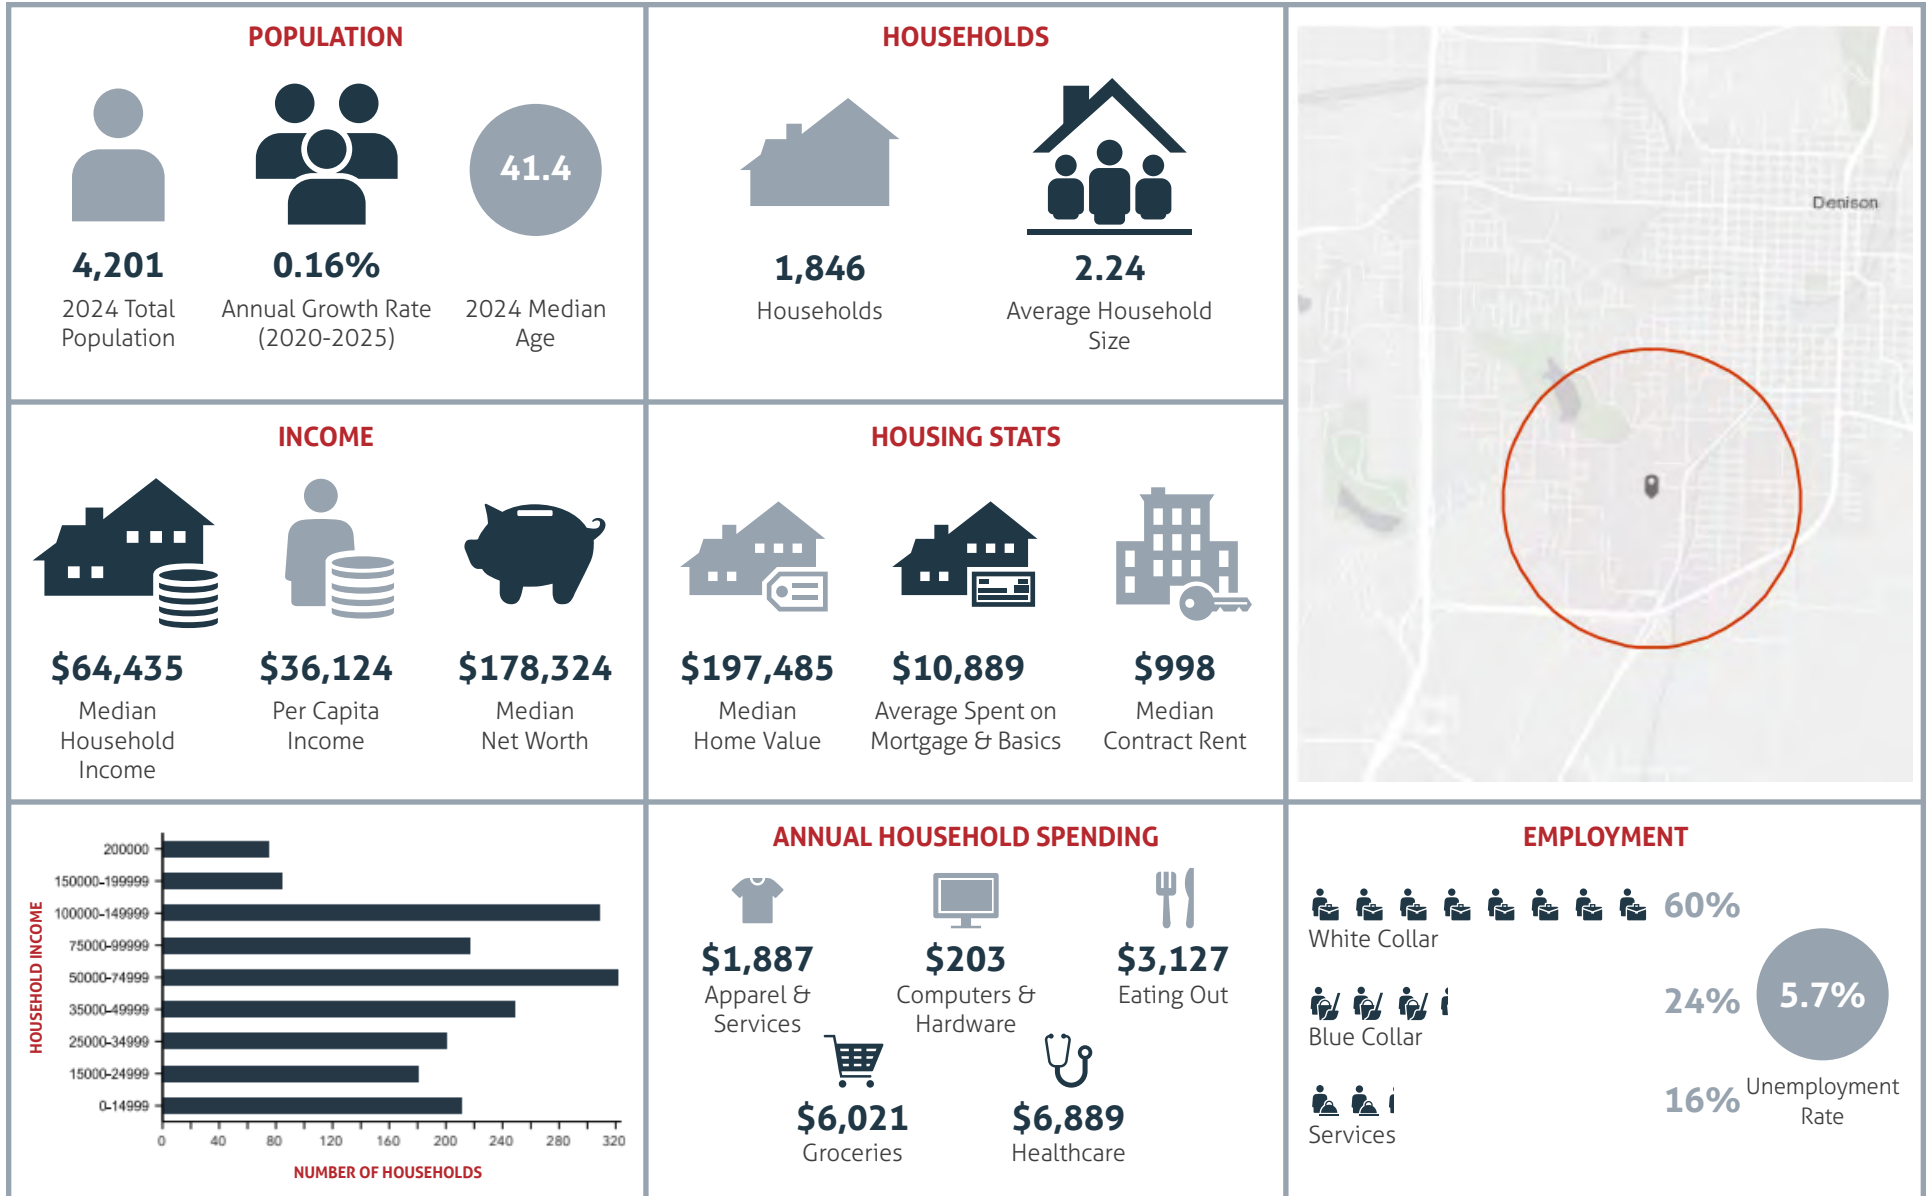 POPULATION
41.4
4,201
0.16%
2024 Total
Population
Annual Growth Rate
(2020-2025)
2024 Median
Age
HOUSEHOLDS
1,846
Households
2.24
Average Household
Size
Denison
INCOME
$64,435
Median
Household
Income
$36,124
Per Capita
Income
$178,324
Median
Net Worth
HOUSING STATS
$197,485
Median
Home Value
$10,889
Average Spent on
Mortgage & Basics
$998
Median
Contract Rent
HOUSEHOLD INCOME
200000
150000-199999
100000-149999
75000-99999
50000-74999
35000-49999
25000-34999
15000-24999
0-14999
0 40 80 120 160 200 240 280 320
NUMBER OF HOUSEHOLDS
ANNUAL HOUSEHOLD SPENDING
$1,887
Apparel &
Services
$203
Computers &
Hardware
$3,127
Eating Out
$6,021
Groceries
$6,889
Healthcare
EMPLOYMENT
60%
White Collar
24%
Blue Collar
16%
Services
5.7%
Unemployment
Rate